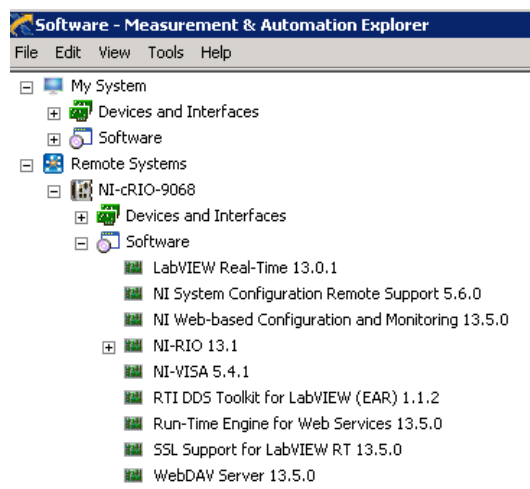 Software - Measurement & Automation Explorer
File Edit View Tools Help
My System
Devices and Interfaces
Software
Remote Systems
NI-cRIO-9068
Devices and Interfaces
Software
LabVIEW Real-Time 13.0.1
NI System Configuration Remote Support 5.6.0
NI Web-based Configuration and Monitoring 13.5.0
NI-RIO 13.1
NI-VISA 5.4.1
RTI DDS Toolkit for LabVIEW (EAR) 1.1.2
Run-Time Engine for Web Services 13.5.0
SSL Support for LabVIEW RT 13.5.0
WebDAV Server 13.5.0